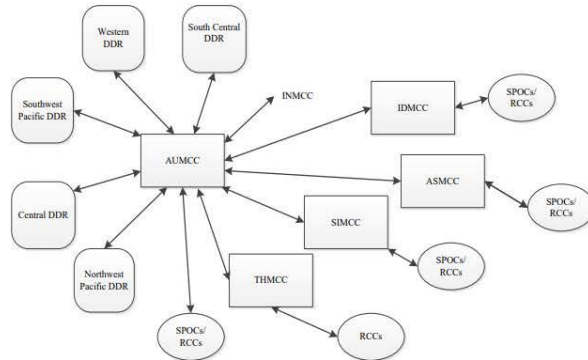 Western
DDR
South Central
DDR
Southwest
Pacific DDR
INMCC
IDMCC
SPOCs/
RCCs
AUMCC
ASMCC
SPOCs/
RCCs
Central DDR
SIMCC
SPOCs/
RCCs
Northwest
Pacific DDR
THMCC
SPOCs/
RCCs
RCCs